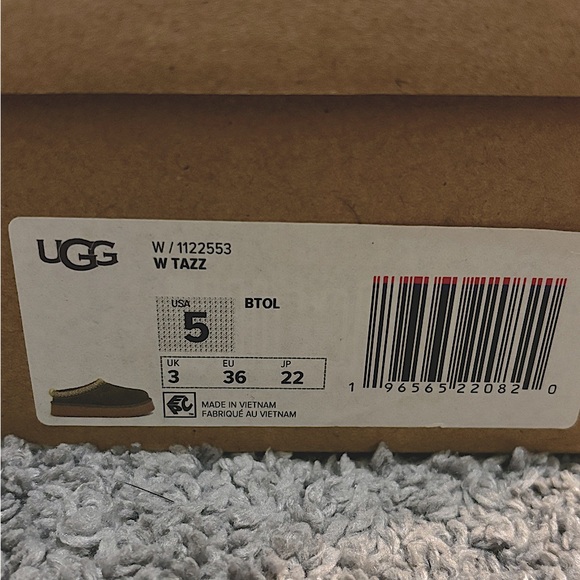 UGG
W / 1122553
W TAZZ
USA
5
BTOL
UK EU JP
3 36 22
MADE IN VIETNAM
FABRIQUÉ AU VIETNAM
1 96565 22082 0